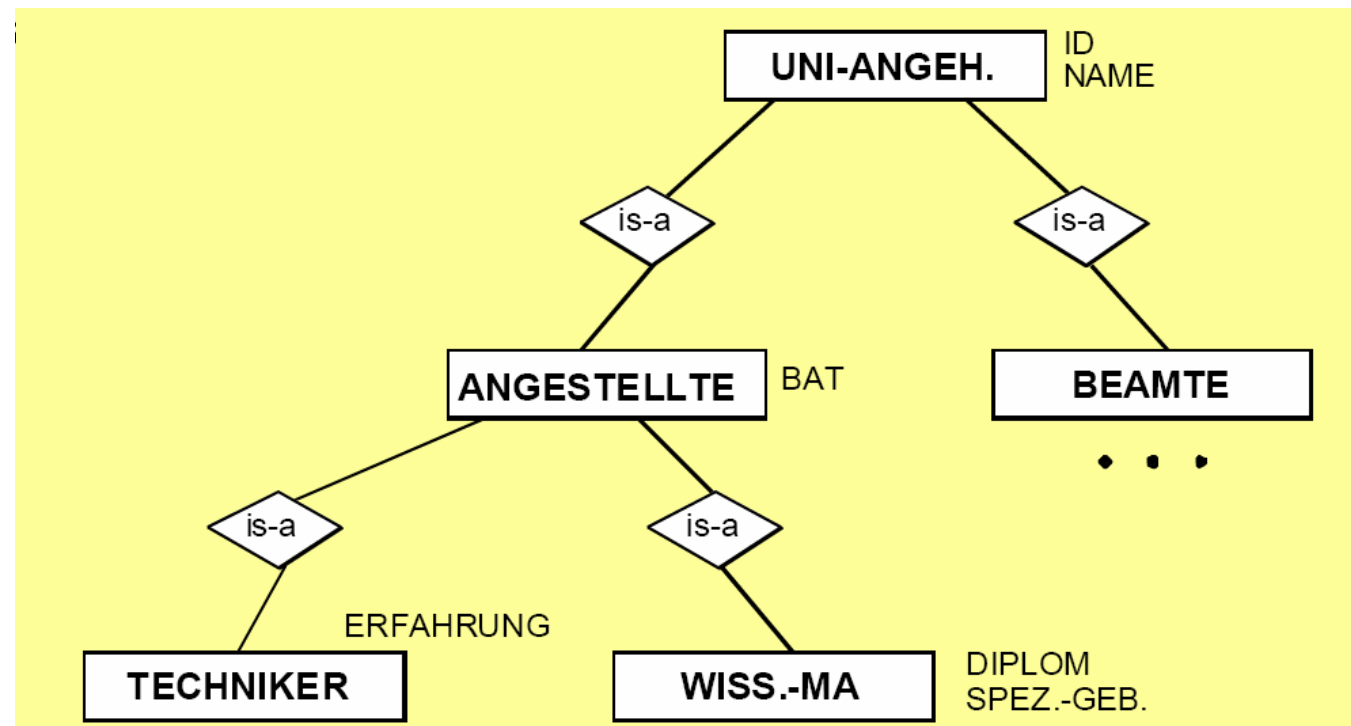 UNI-ANGEH.
ID
NAME
is-a
is-a
ANGESTELLTE
BAT
BEAMTE
• • •
is-a
is-a
ERFAHRUNG
TECHNIKER
WISS.-MA
DIPLOM
SPEZ.-GEB.